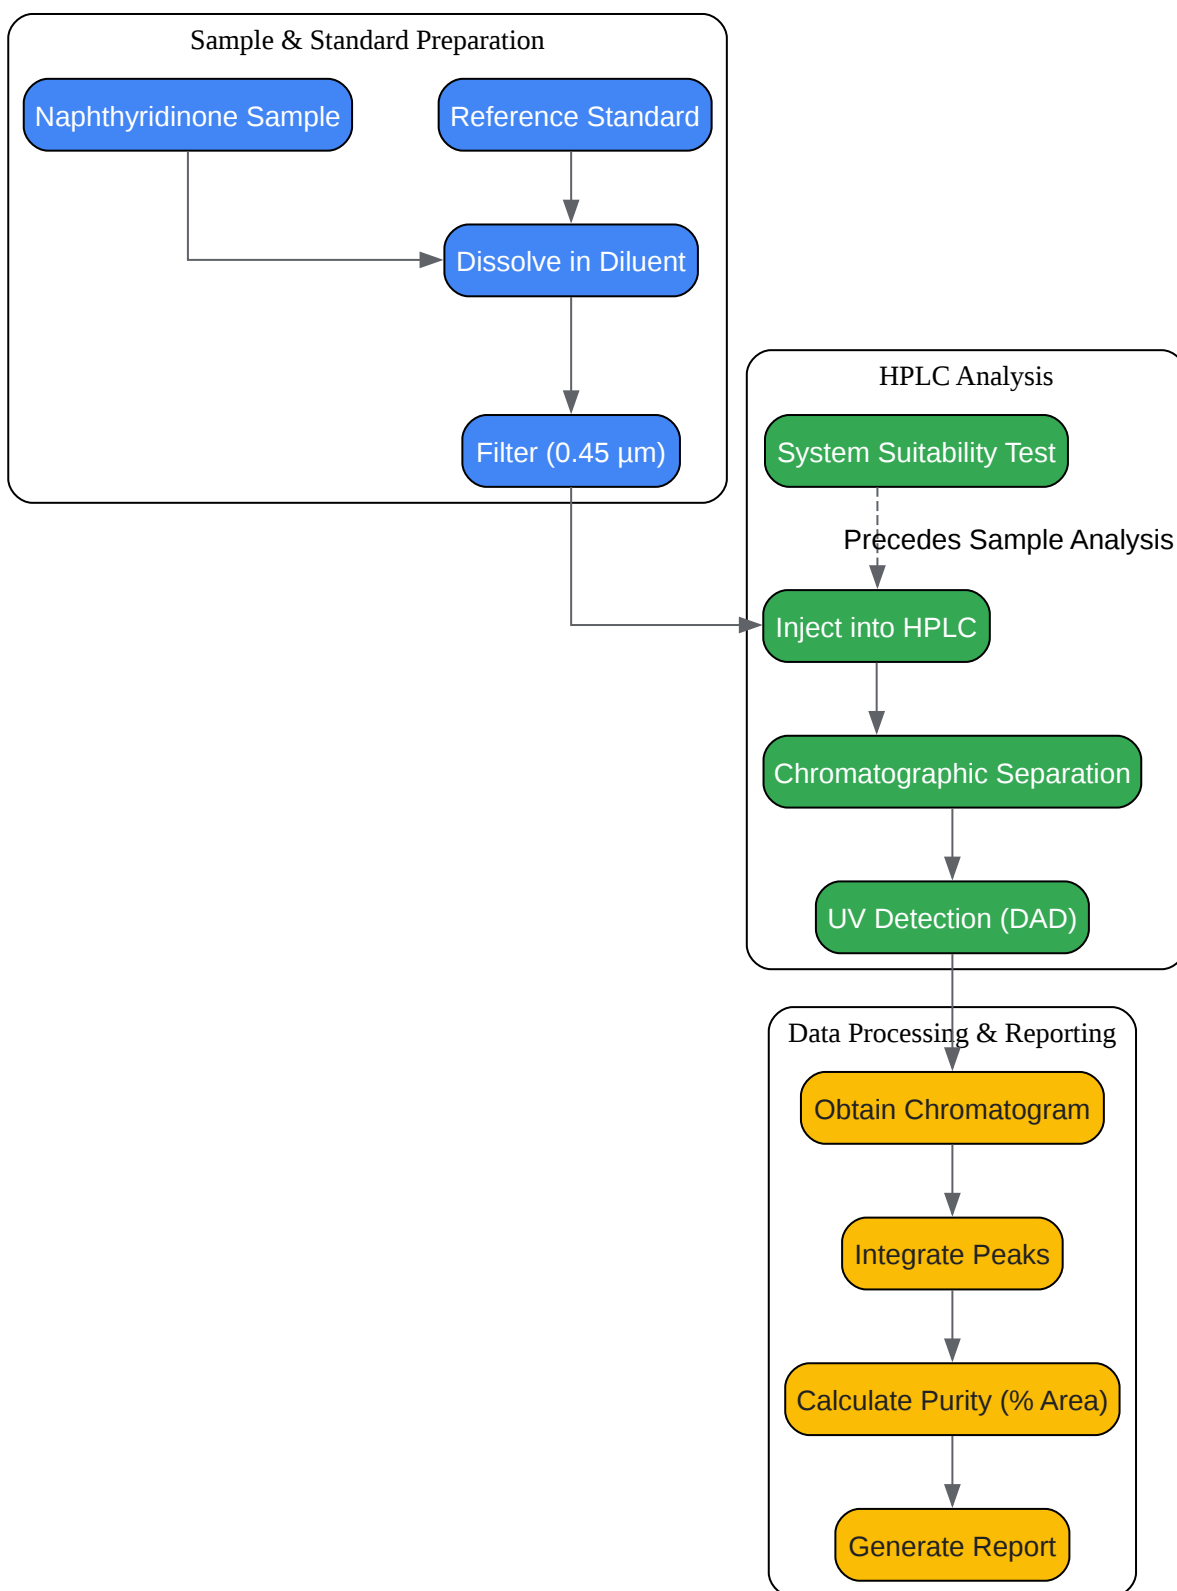 Sample & Standard Preparation
Naphthyridinone Sample
Reference Standard
Dissolve in Diluent
Filter (0.45 µm)
HPLC Analysis
System Suitability Test
Precedes Sample Analysis
Inject into HPLC
Chromatographic Separation
UV Detection (DAD)
Data Processing & Reporting
Obtain Chromatogram
Integrate Peaks
Calculate Purity (% Area)
Generate Report